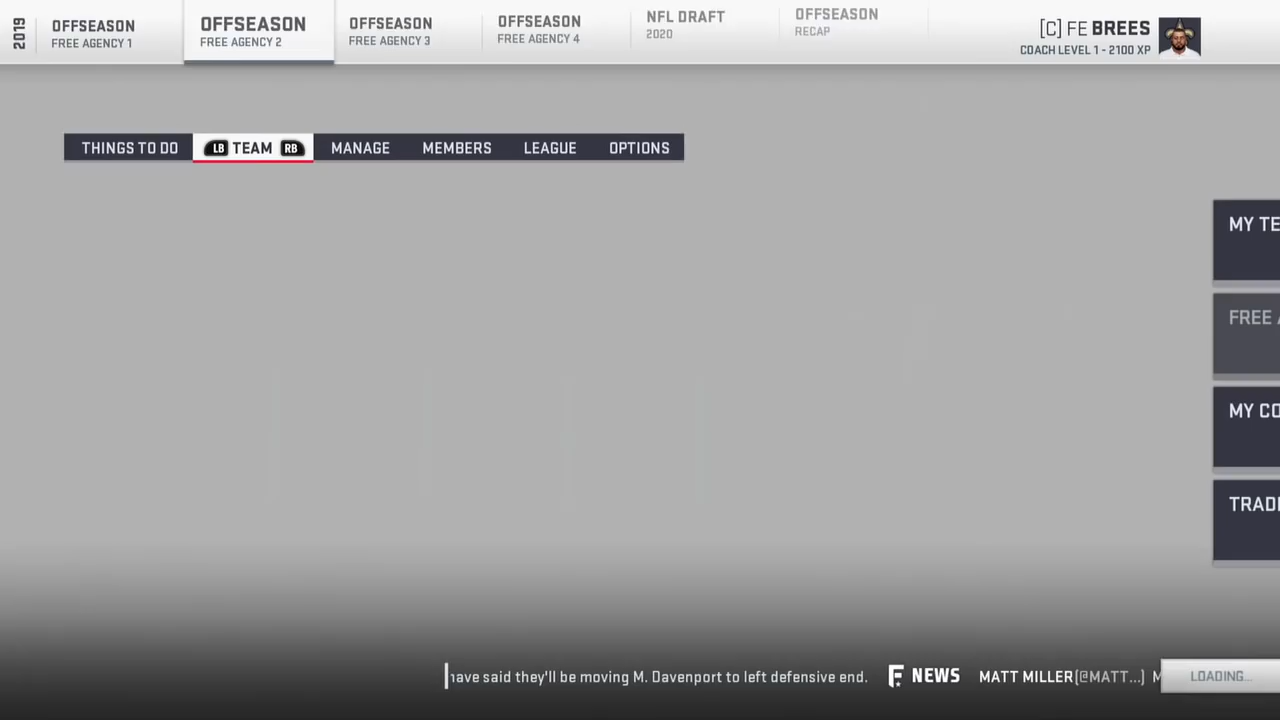 2019
OFFSEASON
FREE AGENCY 1
OFFSEASON
FREE AGENCY 2
OFFSEASON
FREE AGENCY 3
OFFSEASON
FREE AGENCY 4
NFL DRAFT
2020
OFFSEASON
RECAP
[C] FE BREES
COACH LEVEL 1 - 2100 XP
THINGS TO DO LB TEAM RB MANAGE MEMBERS LEAGUE OPTIONS
MY TE
FREE A
MY CO
TRAD
have said they'll be moving M. Davenport to left defensive end. F NEWS MATT MILLER(@MATT...) M LOADING...